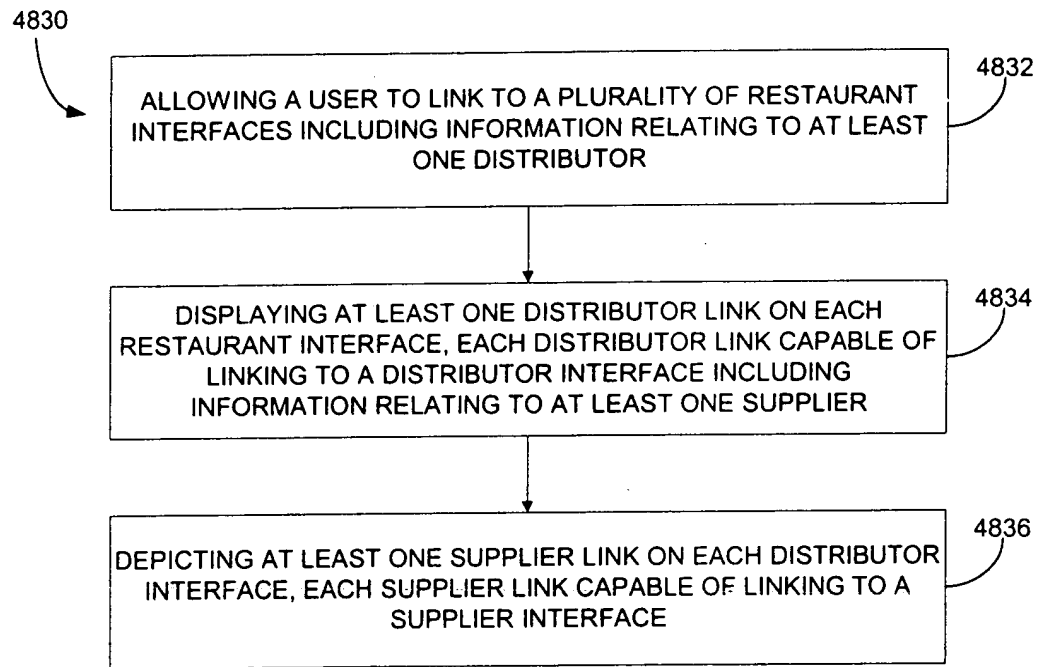 4830
4832
ALLOWING A USER TO LINK TO A PLURALITY OF RESTAURANT
INTERFACES INCLUDING INFORMATION RELATING TO AT LEAST
ONE DISTRIBUTOR
4834
DISPLAYING AT LEAST ONE DISTRIBUTOR LINK ON EACH
RESTAURANT INTERFACE, EACH DISTRIBUTOR LINK CAPABLE OF
LINKING TO A DISTRIBUTOR INTERFACE INCLUDING
INFORMATION RELATING TO AT LEAST ONE SUPPLIER
4836
DEPICTING AT LEAST ONE SUPPLIER LINK ON EACH DISTRIBUTOR
INTERFACE, EACH SUPPLIER LINK CAPABLE OF LINKING TO A
SUPPLIER INTERFACE